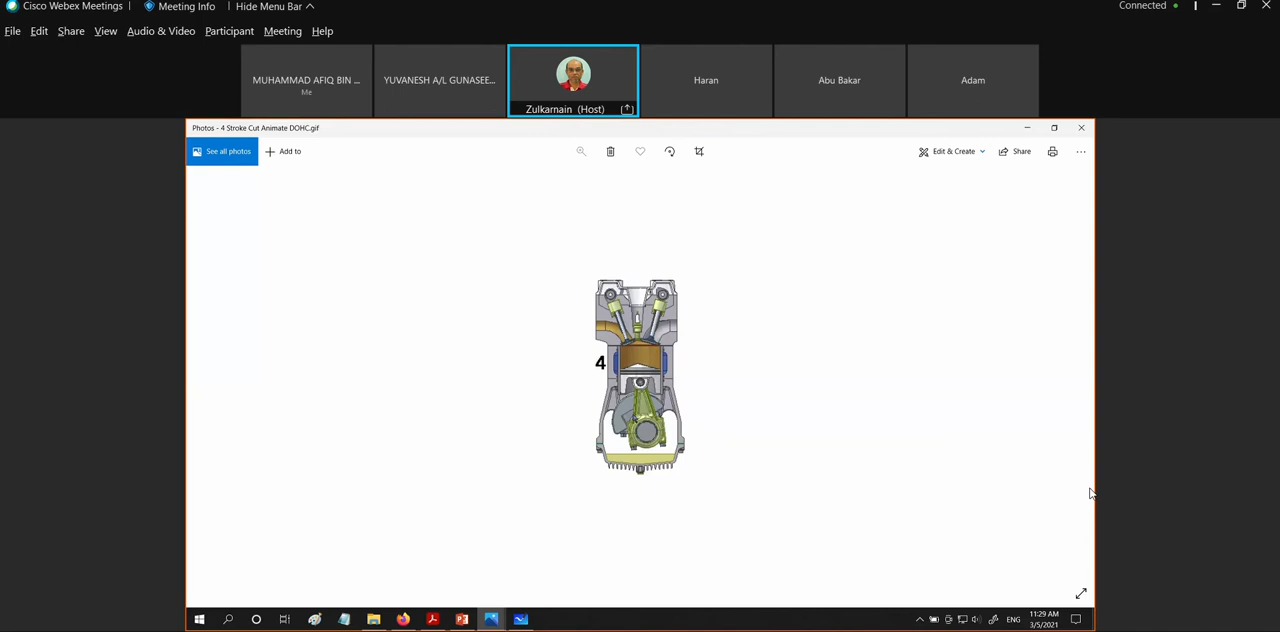 Cisco Webex Meetings
Meeting Info
Hide Menu Bar
Connected
File Edit Share View Audio & Video Participant Meeting Help
MUHAMMAD AFIQ BIN ...
Me
YUVANESH A/L GUNASEE...
Zulkarnain (Host)
Haran
Abu Bakar
Adam
Photos - 4 Stroke Cut Animate DOHC.gif
See all photos
Add to
Edit & Create
Share
4
ENG
11:29 AM
3/5/2021